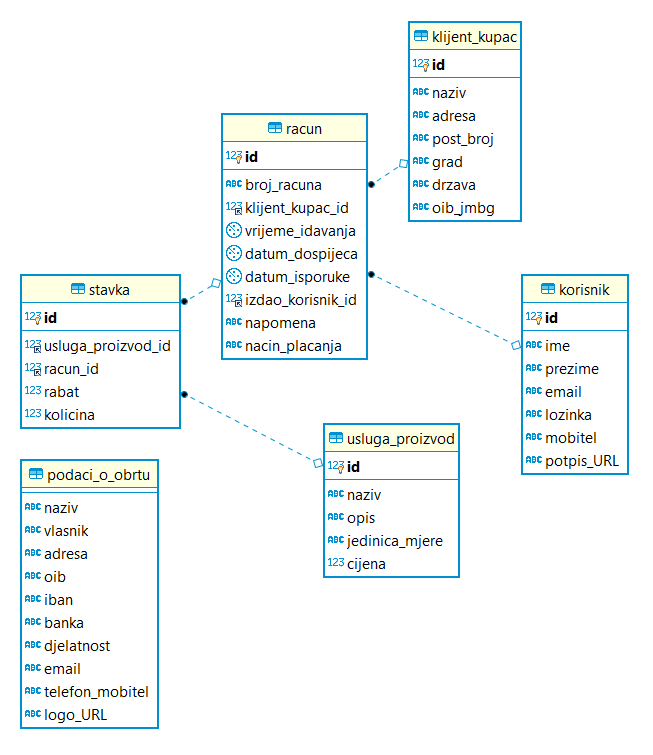 klijent_kupac
123 id
ABC naziv
ABC adresa
ABC post_broj
ABC grad
ABC drzava
ABC oib_jmbg
racun
123 id
ABC broj_racuna
123 klijent_kupac_id
vrijeme_idavanja
datum_dospijeca
datum_isporuke
123 izdao_korisnik_id
ABC napomena
ABC nacin_placanja
stavka
123 id
123 usluga_proizvod_id
123 racun_id
123 rabat
123 kolicina
korisnik
123 id
ABC ime
ABC prezime
ABC email
ABC lozinka
ABC mobitel
ABC potpis_URL
usluga_proizvod
123 id
ABC naziv
ABC opis
ABC jedinica_mjere
123 cijena
podaci_o_obrtu
ABC naziv
ABC vlasnik
ABC adresa
ABC oib
ABC iban
ABC banka
ABC djelatnost
ABC email
ABC telefon_mobitel
ABC logo_URL